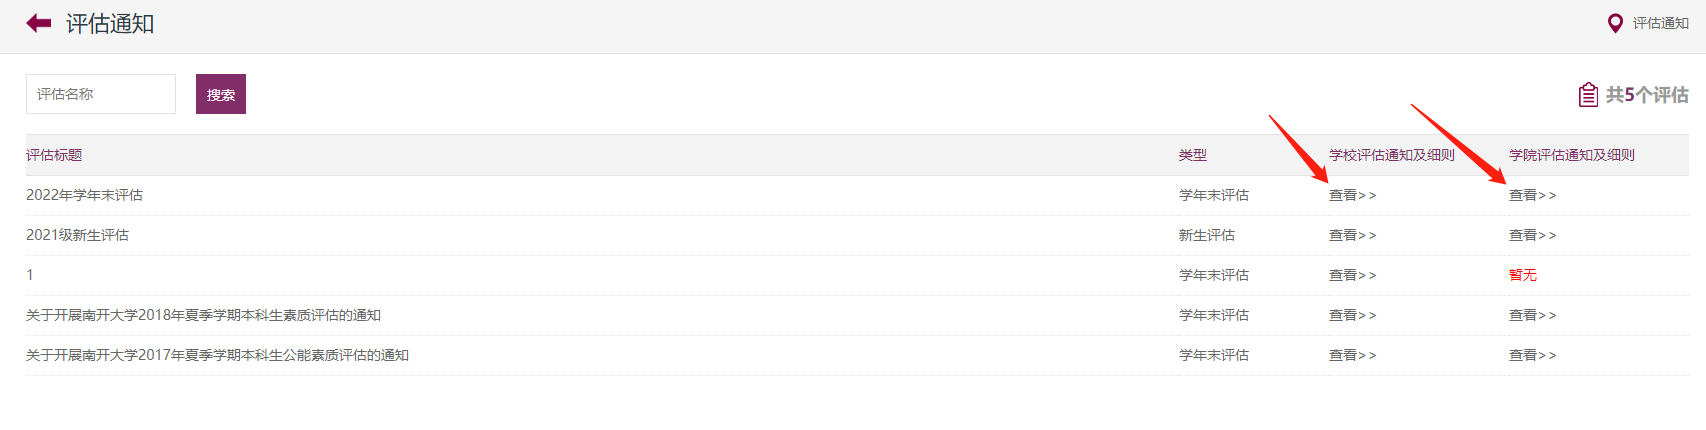 评估通知
评估通知
评估名称
搜索
共5个评估
评估标题 类型 学校评估通知及细则 学院评估通知及细则
2022年学年末评估 学年末评估 查看>> 查看>>
2021级新生评估 新生评估 查看>> 查看>>
1 学年末评估 查看>> 暂无
关于开展南开大学2018年夏季学期本科生素质评估的通知 学年末评估 查看>> 查看>>
关于开展南开大学2017年夏季学期本科生公能素质评估的通知 学年末评估 查看>> 查看>>